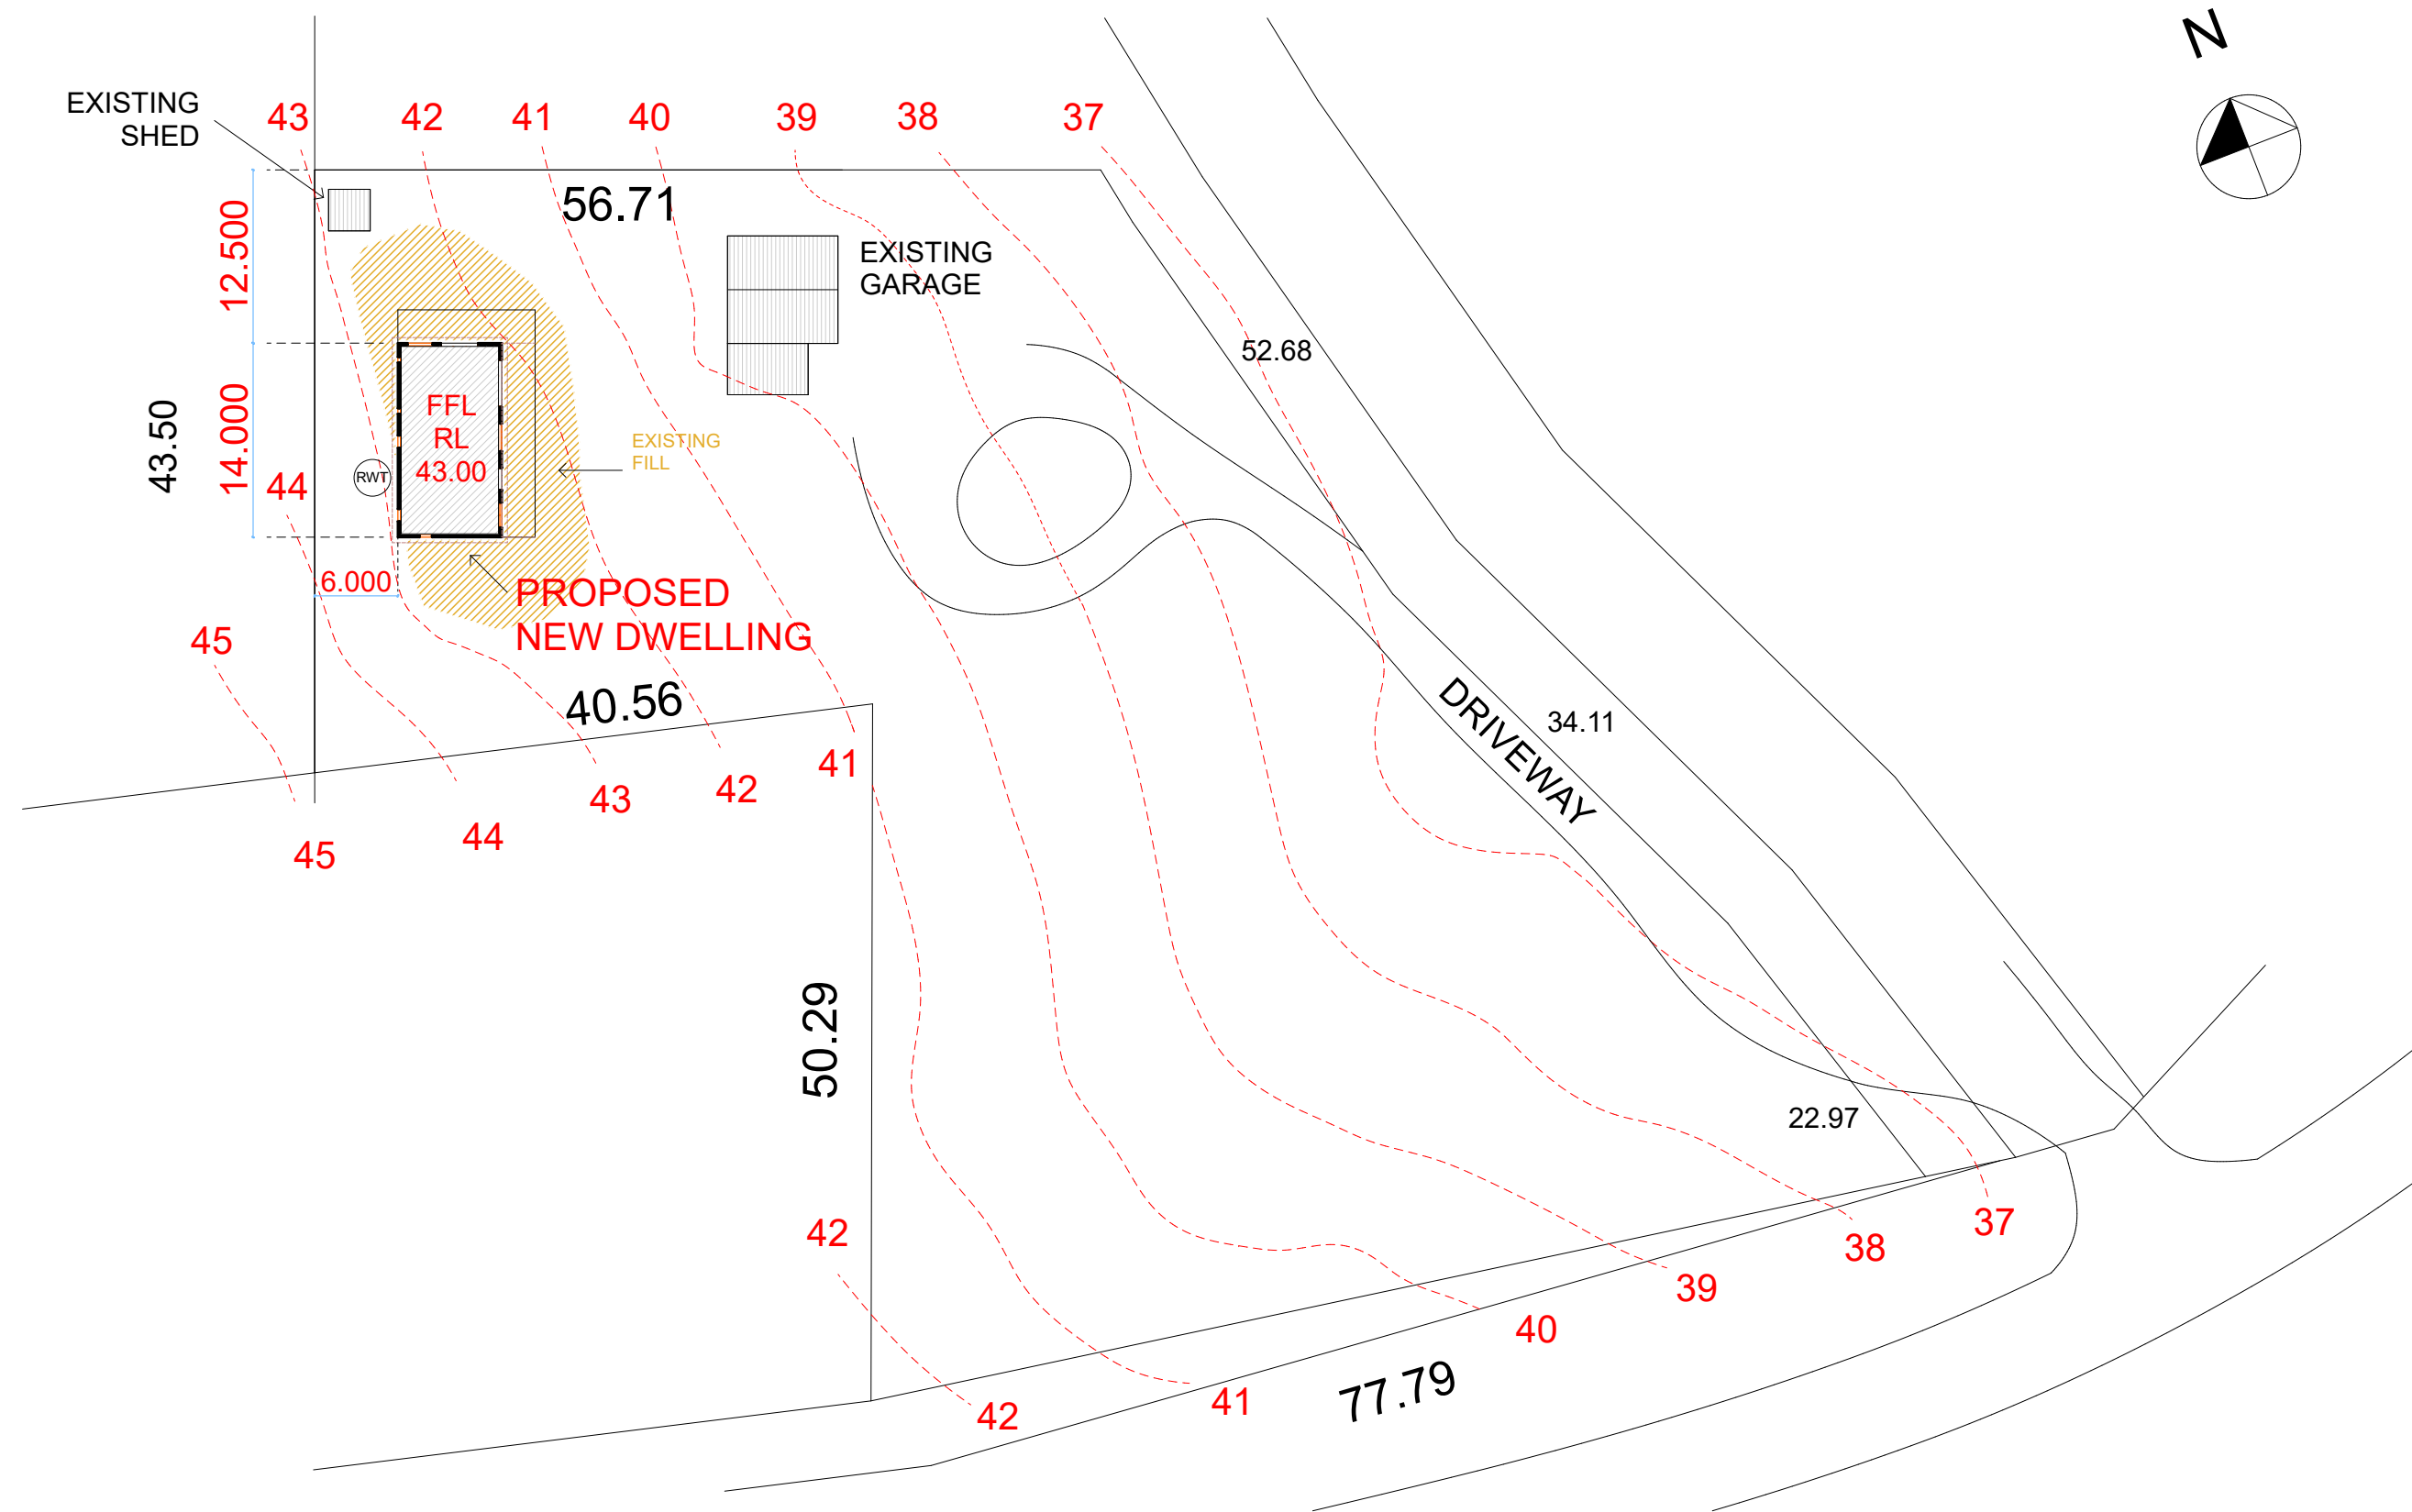 N
EXISTING
SHED
43
42
41
40
39
38
37
56.71
12.500
EXISTING
GARAGE
52.68
14.000
43.50
FFL
RL
43.00
EXISTING
FILL
RWT
44
6.000
PROPOSED
NEW DWELLING
45
40.56
DRIVEWAY
34.11
41
42
43
44
45
50.29
22.97
42
37
38
39
40
77.79
41
42